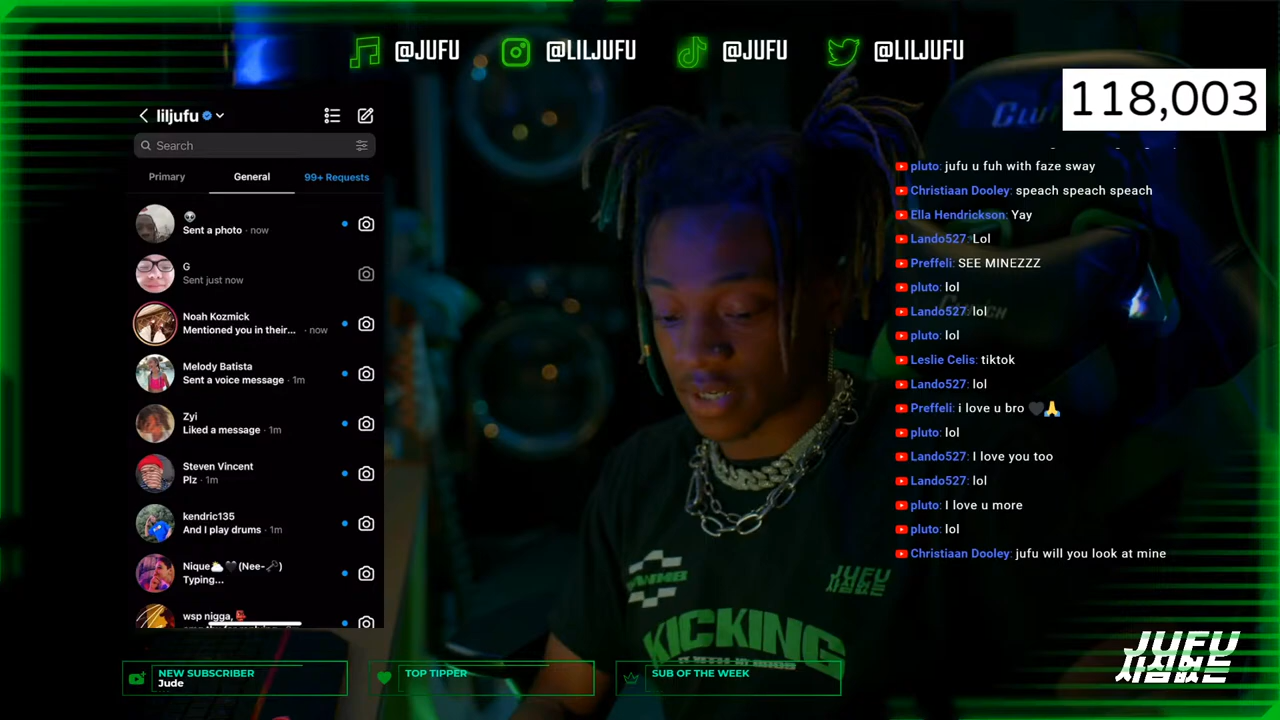 @JUFU
@LILJUFU
@JUFU
@LILJUFU
118,003
liljufu
Search
Primary
General
99+ Requests
Sent a photo · now
G
Sent just now
Noah Kozmick
Mentioned you in their... · now
Melody Batista
Sent a voice message · 1m
Zyi
Liked a message · 1m
Steven Vincent
Plz · 1m
kendric135
And I play drums · 1m
Nique🌥🖤(Nee-🗝)
Typing...
wsp nigga,
pluto: jufu u fuh with faze sway
Christiaan Dooley: speach speach speach
Ella Hendrickson: Yay
Lando527: Lol
Preffeli: SEE MINEZZZ
pluto: lol
Lando527: lol
pluto: lol
Leslie Celis: tiktok
Lando527: lol
Preffeli: i love u bro 🖤🙏
pluto: lol
Lando527: I love you too
Lando527: lol
pluto: I love u more
pluto: lol
Christiaan Dooley: jufu will you look at mine
JUFU
KICKING
NEW SUBSCRIBER
Jude
TOP TIPPER
SUB OF THE WEEK
JUFU
사심없는